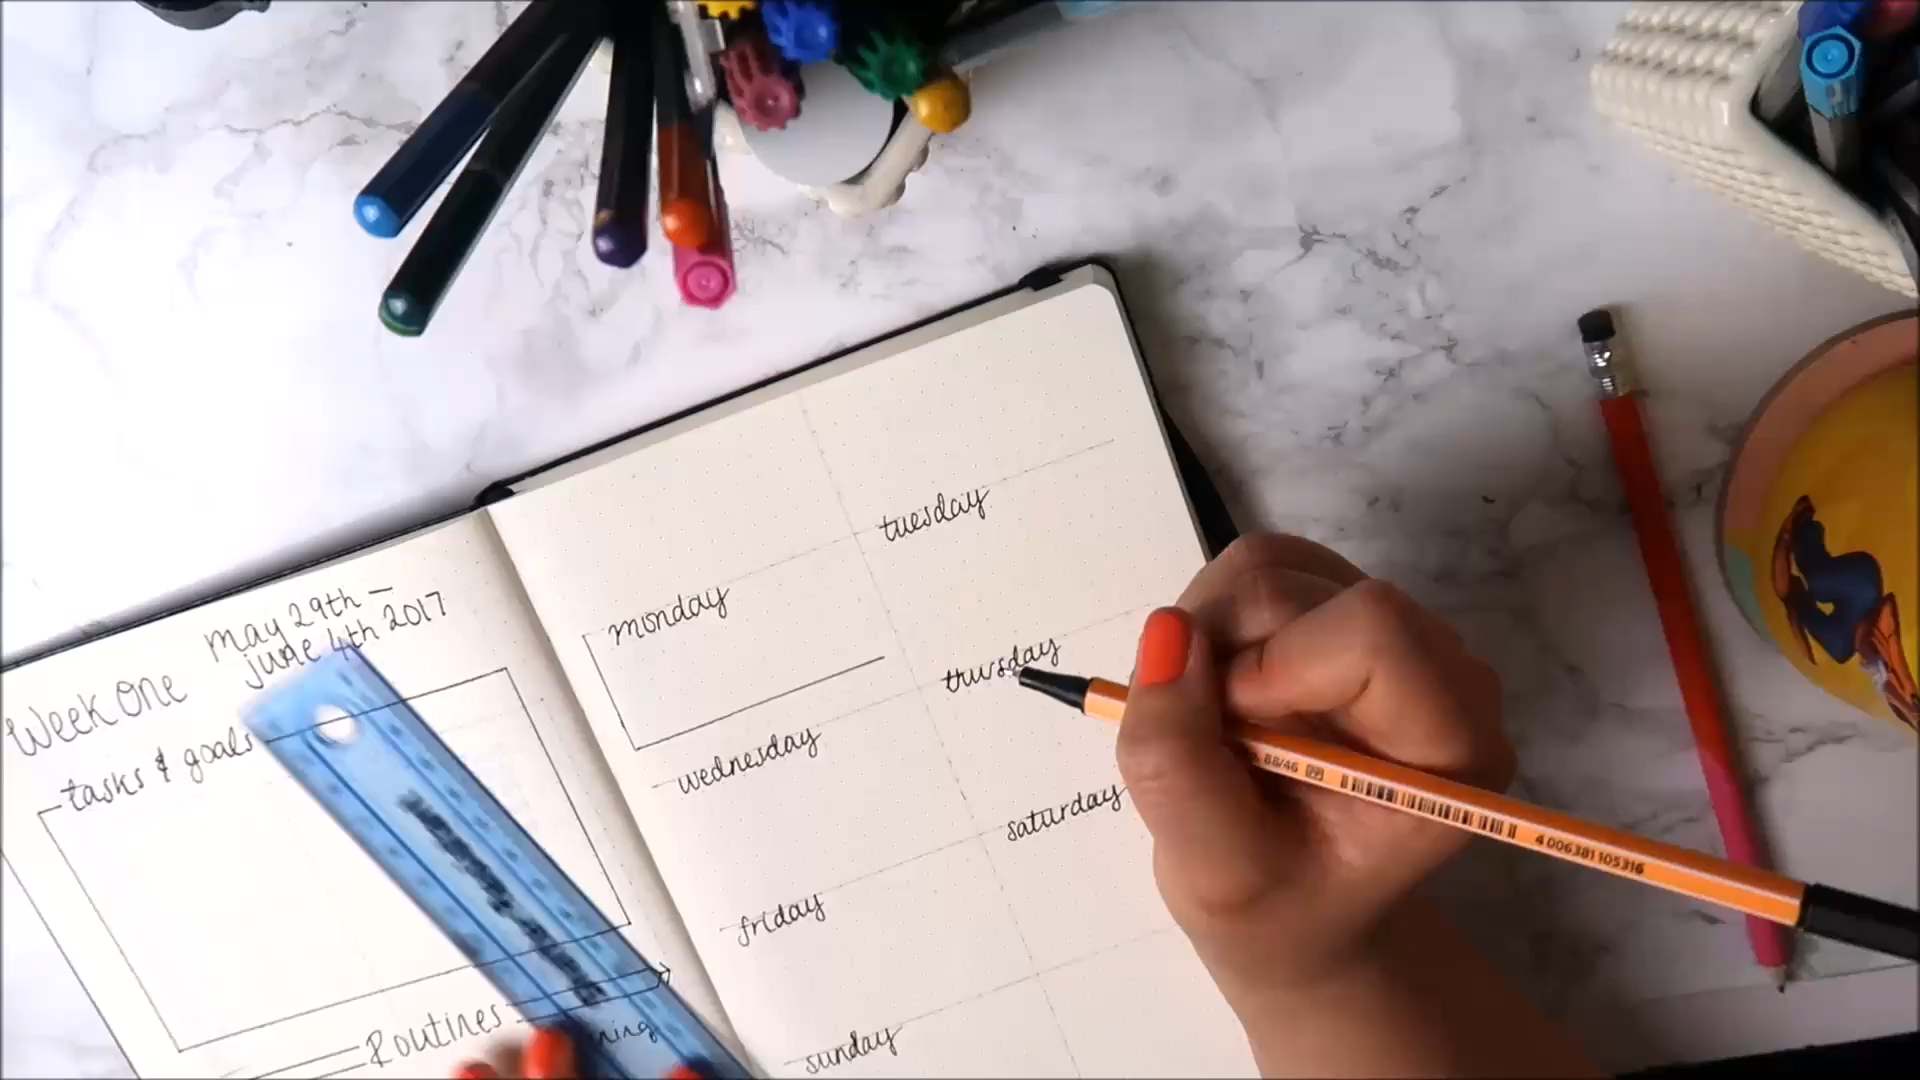 may 29th –
june 4th 2017
Week One
tasks & goals
Routines
monday
tuesday
wednesday
thursday
friday
saturday
sunday
88/46
4 006381 105316